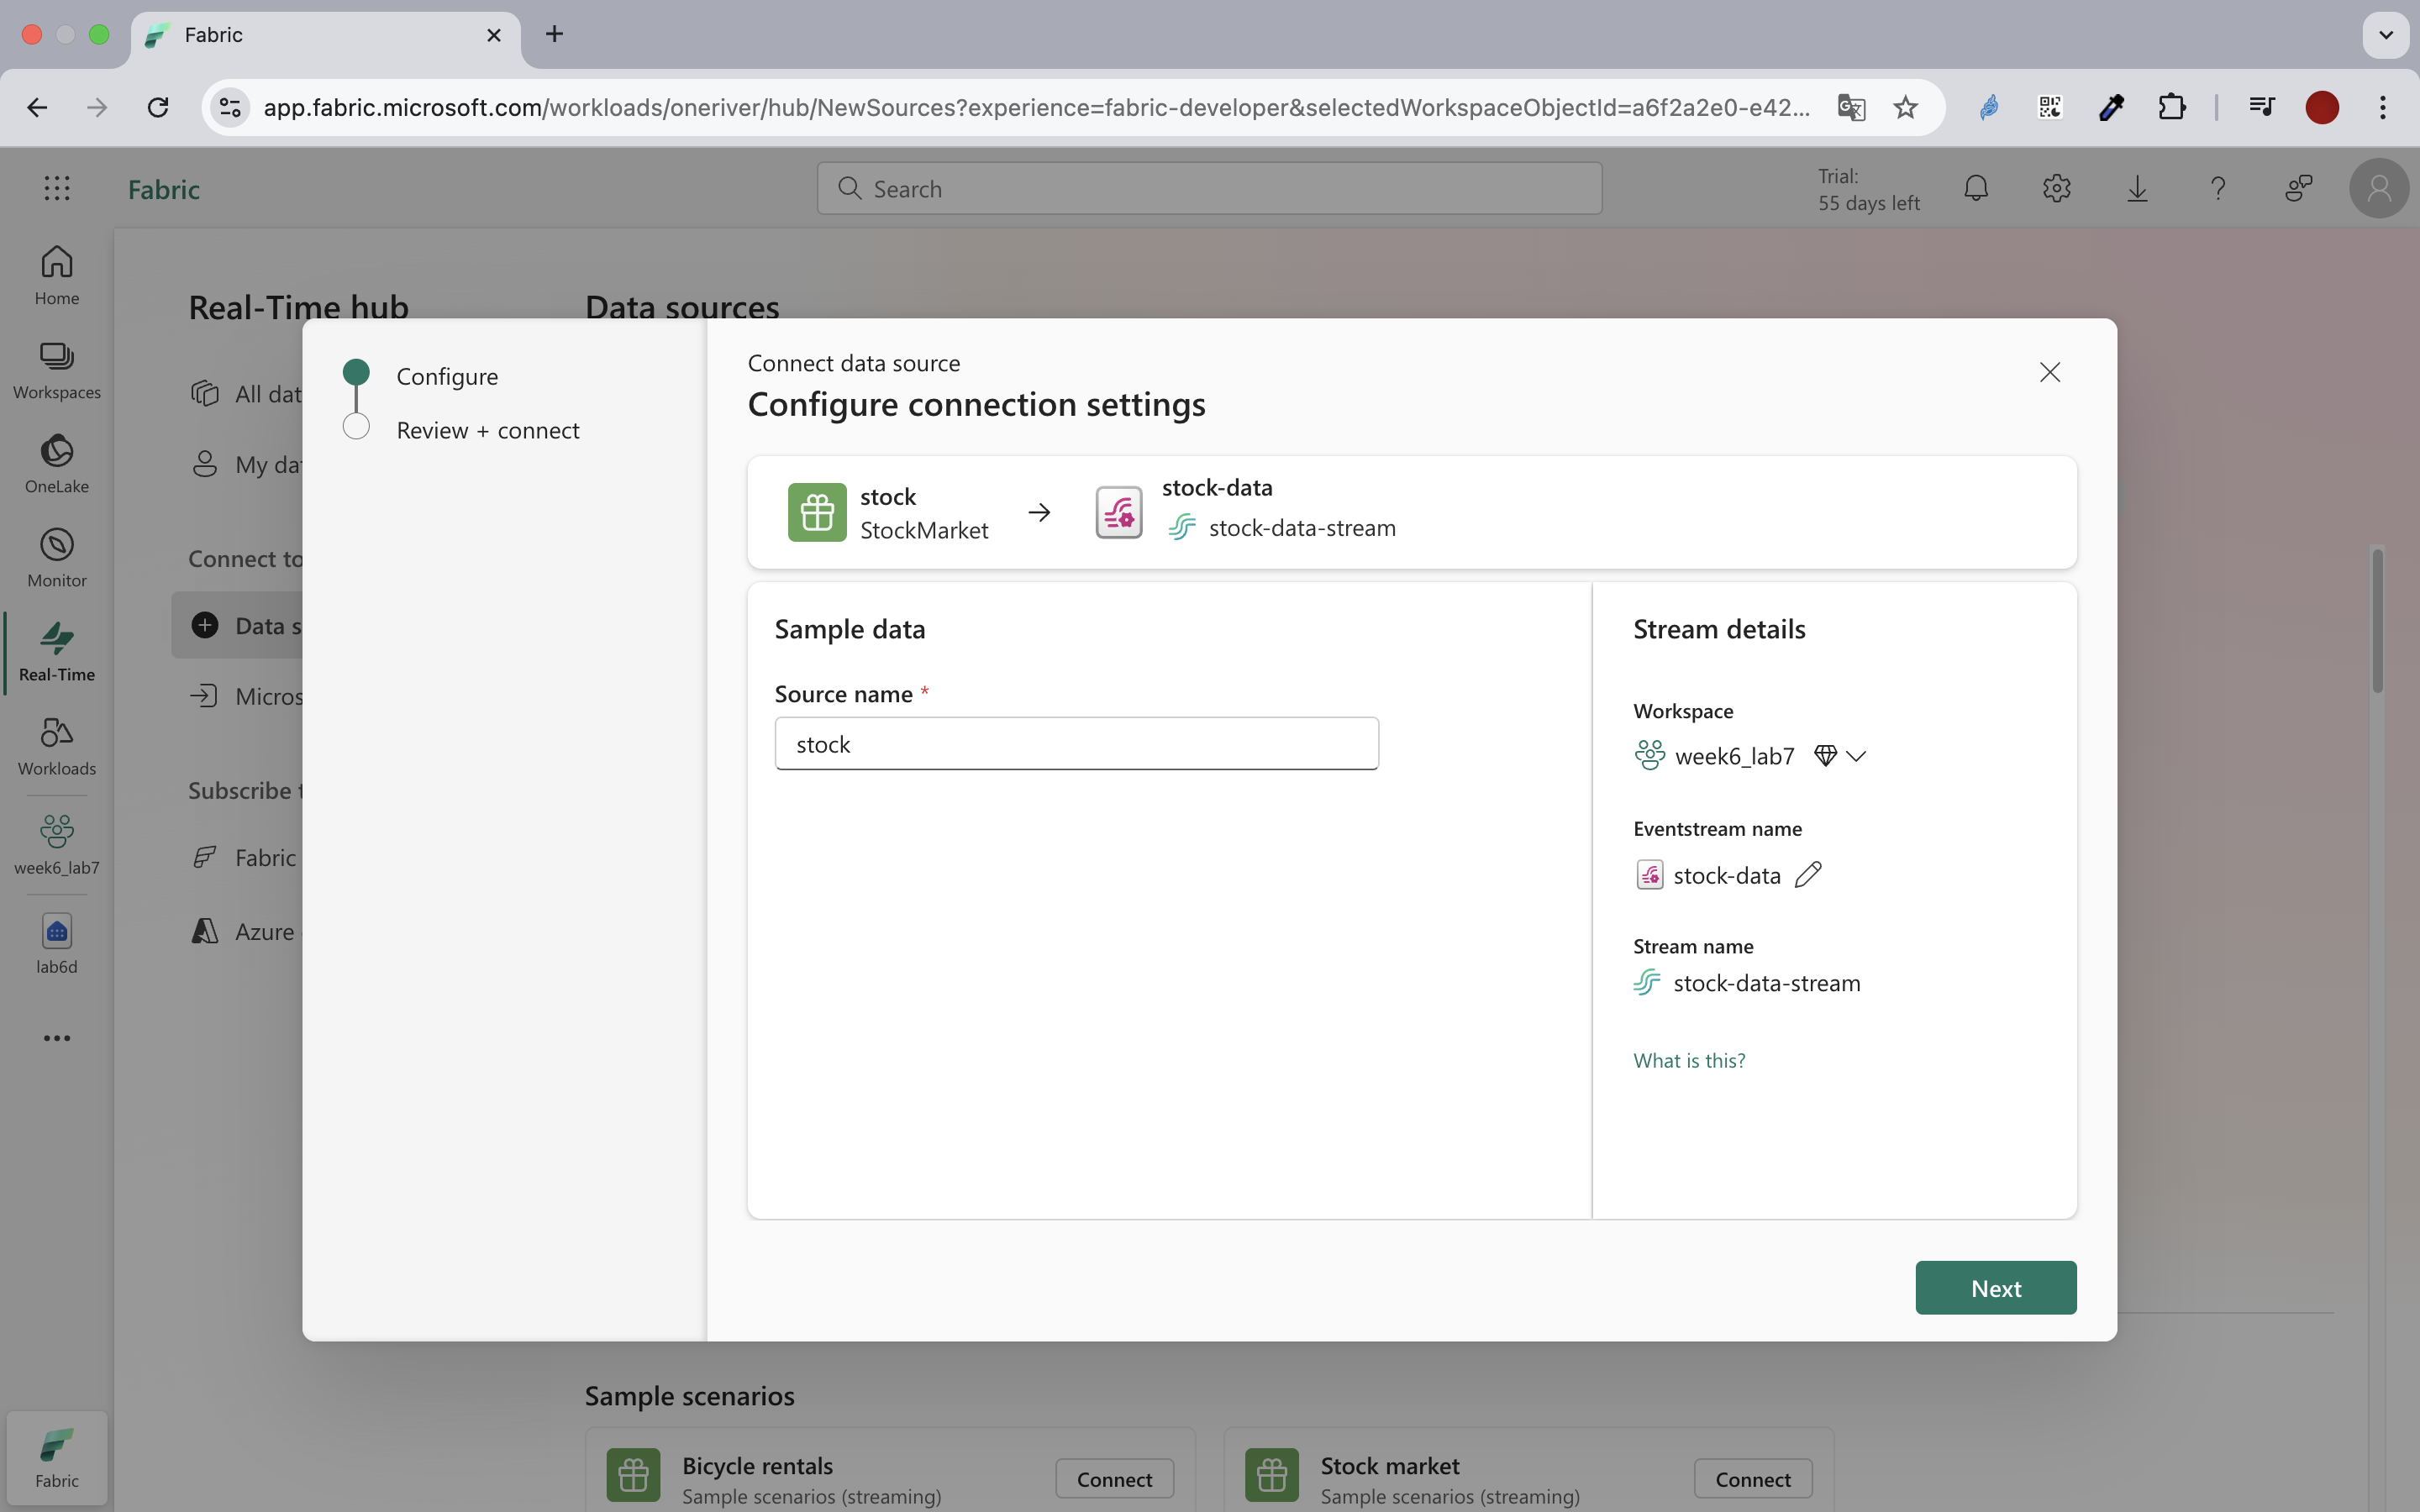 Fabric
app.fabric.microsoft.com/workloads/oneriver/hub/NewSources?experience=fabric-developer&selectedWorkspaceObjectId=a6f2a2e0-e42...
Fabric
Search
Trial:
55 days left
Home
Workspaces
OneLake
Monitor
Real-Time
Workloads
week6_lab7
lab6d
Fabric
Real-Time hub
All dat
My da
Connect to
Data s
Micros
Subscribe t
Fabric
Azure
Data sources
Configure
Review + connect
Connect data source
Configure connection settings
stock
StockMarket
stock-data
stock-data-stream
Sample data
Source name *
stock
Stream details
Workspace
week6_lab7
Eventstream name
stock-data
Stream name
stock-data-stream
What is this?
Next
Sample scenarios
Bicycle rentals
Sample scenarios (streaming)
Connect
Stock market
Sample scenarios (streaming)
Connect